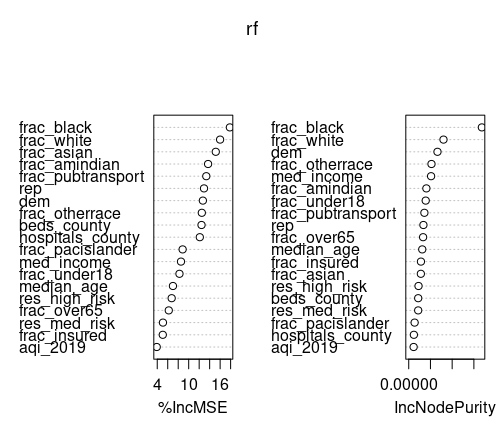 rf
frac_black
frac_white
frac_asian
frac_amindian
frac_pubtransport
rep
dem
frac_otherrace
beds_county
hospitals_county
frac_pacislander
med_income
frac_under18
median_age
res_high_risk
frac_over65
res_med_risk
frac_insured
aqi_2019
4 10 16
%IncMSE
frac_black
frac_white
dem
frac_otherrace
med_income
frac_amindian
frac_under18
frac_pubtransport
rep
frac_over65
median_age
frac_insured
frac_asian
res_high_risk
beds_county
res_med_risk
frac_pacislander
hospitals_county
aqi_2019
0.00000
IncNodePurity